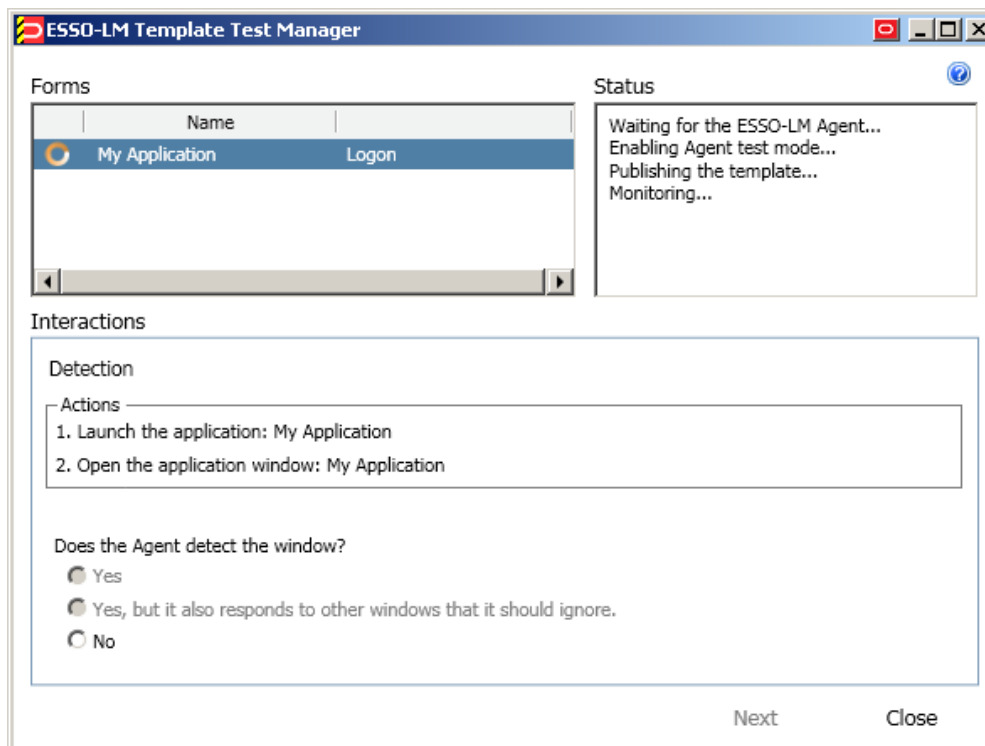 ESSO-LM Template Test Manager
Forms
Name
My Application Logon
Status
Waiting for the ESSO-LM Agent...
Enabling Agent test mode...
Publishing the template...
Monitoring...
Interactions
Detection
Actions
1. Launch the application: My Application
2. Open the application window: My Application
Does the Agent detect the window?
Yes
Yes, but it also responds to other windows that it should ignore.
No
Next Close